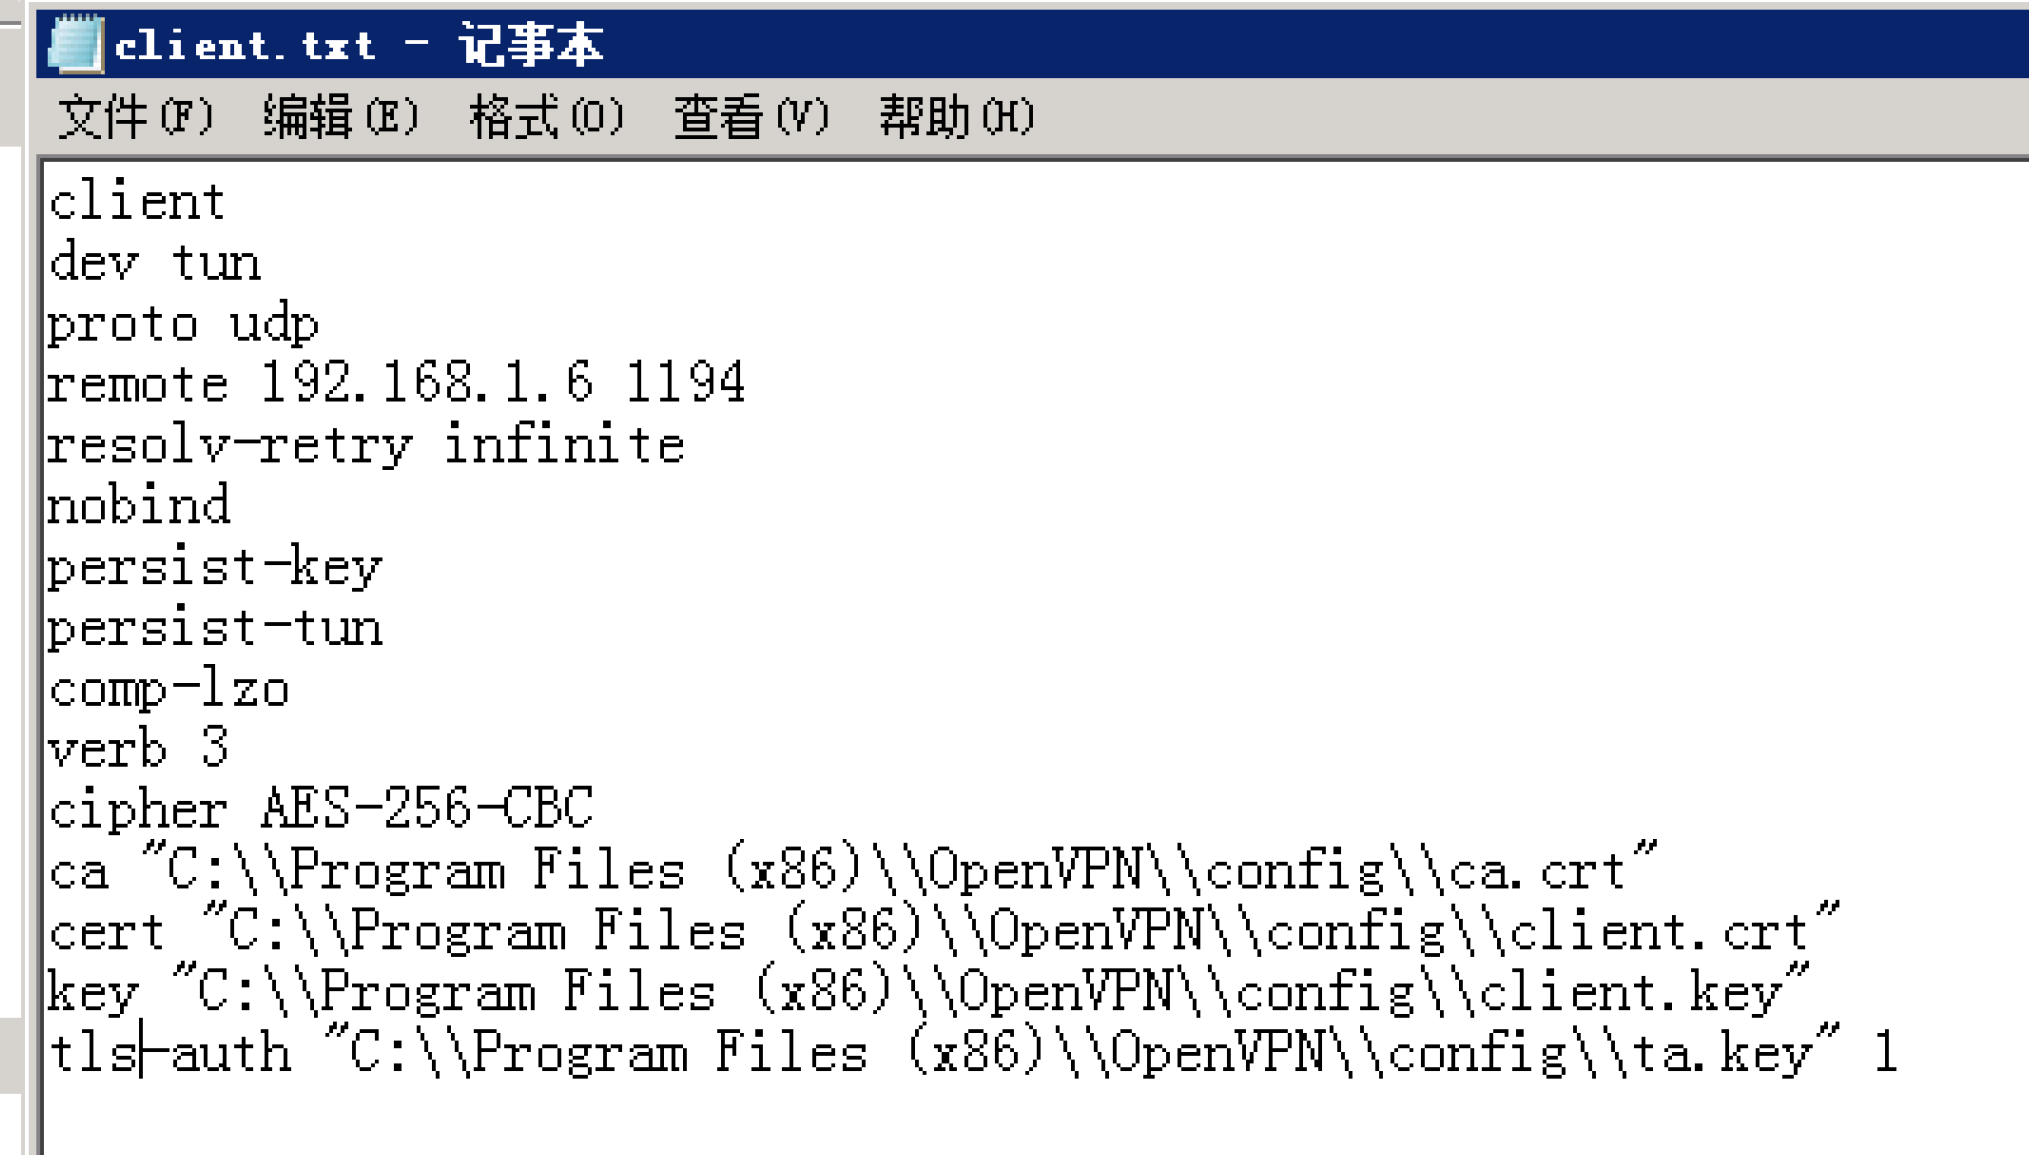 client.txt - 记事本
文件(F) 编辑(E) 格式(O) 查看(V) 帮助(H)
client
dev tun
proto udp
remote 192.168.1.6 1194
resolv-retry infinite
nobind
persist-key
persist-tun
comp-lzo
verb 3
cipher AES-256-CBC
ca "C:\\Program Files (x86)\\OpenVPN\\config\\ca.crt"
cert "C:\\Program Files (x86)\\OpenVPN\\config\\client.crt"
key "C:\\Program Files (x86)\\OpenVPN\\config\\client.key"
tls-auth "C:\\Program Files (x86)\\OpenVPN\\config\\ta.key" 1